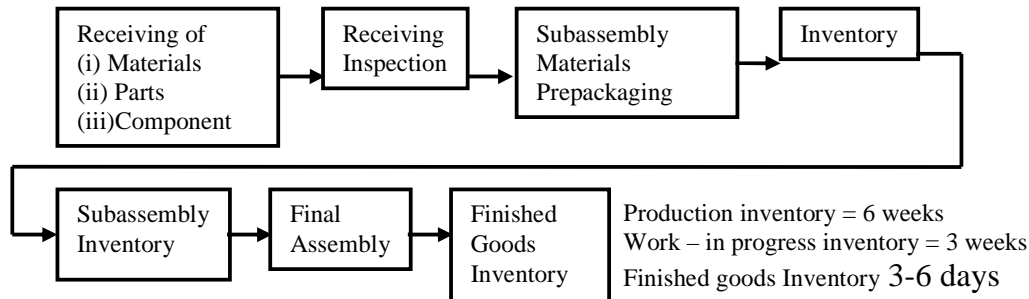 Receiving of
(i) Materials
(ii) Parts
(iii)Component
Receiving
Inspection
Subassembly
Materials
Prepackaging
Inventory
Subassembly
Inventory
Final
Assembly
Finished
Goods
Inventory
Production inventory = 6 weeks
Work – in progress inventory = 3 weeks
Finished goods Inventory 3-6 days